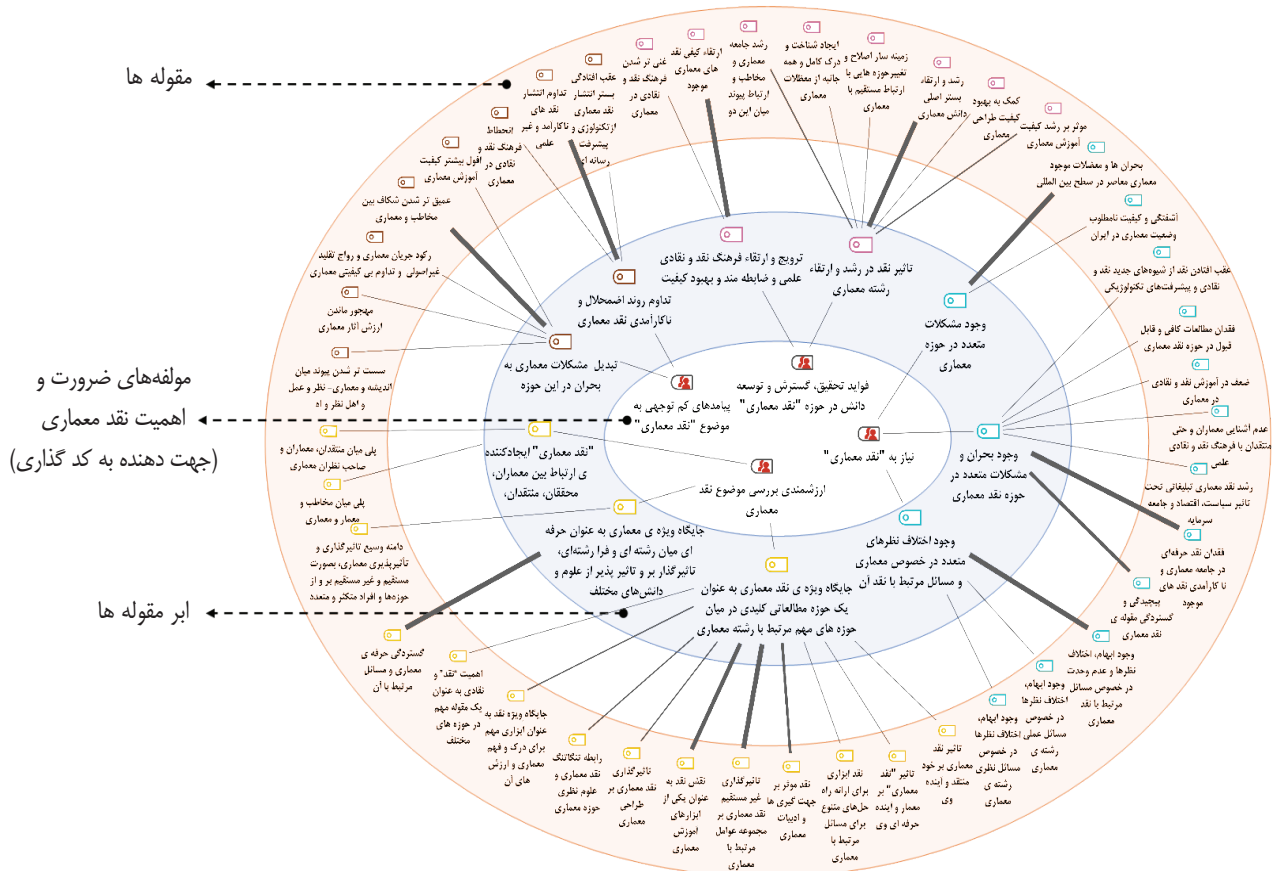 مقوله ها
مولفه‌های ضرورت و
اهمیت نقد معماری
(جهت دهنده به کد گذاری)
ابر مقوله ها
فواید تحقیق، گسترش و توسعه
دانش در حوزه "نقد معماری"
پیامدهای کم توجهی به
موضوع "نقد معماری"
نیاز به "نقد معماری"
ارزشمندی بررسی موضوع نقد
معماری
تاثیر نقد در رشد و ارتقاء
رشته معماری
ترویج و ارتقاء فرهنگ نقد و نقادی
علمی و ضابطه مند و بهبود کیفیت
تداوم روند اضمحلال و
ناکارآمدی نقد معماری
تبدیل مشکلات معماری به
بحران در این حوزه
"نقد معماری" ایجادکننده
ی ارتباط بین معماران،
محققان، منتقدان،
جایگاه ویژه ی معماری به عنوان حرفه
ای میان رشته ای و فرا رشته‌ای،
تاثیر گذار بر و تاثیر پذیر از علوم و
دانش‌های مختلف
جایگاه ویژه ی نقد معماری به عنوان
یک حوزه مطالعاتی کلیدی در میان
حوزه های مهم مرتبط با رشته معماری
وجود اختلاف نظرهای
متعدد در خصوص معماری
و مسائل مرتبط با نقد آن
وجود بحران و
مشکلات متعدد در
حوزه نقد معماری
وجود مشکلات
متعدد در حوزه
معماری
موثر بر رشد کیفیت
آموزش معماری
کمک به بهبود
کیفیت طراحی
معماری
رشد و ارتقاء
بستر اصلی
دانش معماری
زمینه ساز اصلاح و
تغییر حوزه هایی با
ارتباط مستقیم با
معماری
ایجاد شناخت و
درک کامل و همه
جانبه از معظلات
معماری
رشد جامعه
معماری و
مخاطب و
ارتباط پیوند
میان این دو
ارتقاء کیفی نقد
های معماری
موجود
غنی تر شدن
فرهنگ نقد و
نقادی در
معماری
عقب افتادگی
بستر انتشار
نقد معماری
از تکنولوژی و
پیشرفت
رسانه ای
تداوم انتشار
نقد های
ناکارآمد و غیر
علمی
انحطاط
فرهنگ نقد و
نقادی در
معماری
افول بیشتر کیفیت
آموزش معماری
عمیق تر شدن شکاف بین
مخاطب و معماری
رکود جریان معماری و رواج تقلید
غیراصولی و تداوم بی کیفیتی معماری
مهجور ماندن
ارزش آثار معماری
سست تر شدن پیوند میان
اندیشه و معماری- نظر و عمل
و اهل نظر و
پلی میان منتقدان، معماران و
صاحب نظران معماری
پلی میان مخاطب و
معمار و معماری
دامنه وسیع تاثیرگذاری و
تأثیرپذیری معماری، بصورت
مستقیم و غیر مستقیم بر و از
حوزه‌ها و افراد متکثر و متعدد
گستردگی حرفه ی
معماری و مسائل
مرتبط با آن
اهمیت "نقد" و
نقادی به عنوان
یک مقوله مهم
در حوزه های
مختلف
جایگاه ویژه نقد به
عنوان ابزاری مهم
برای درک و فهم
معماری و ارزش
های آن
رابطه تنگاتنگ
نقد معماری و
علوم نظری
حوزه معماری
تاثیرگذاری
نقد معماری بر
طراحی
معماری
نقش نقد به
عنوان یکی از
ابزارهای
آموزش
معماری
تاثیرگذاری
غیر مستقیم
نقد معماری بر
مجموعه عوامل
مرتبط با
معماری
نقد موثر بر
جهت گیری ها
و ادبیات
معماری
نقد ابزاری
برای ارائه راه
حل‌های متنوع
برای مسائل
مرتبط با
معماری
تاثیر "نقد
معماری" بر
معمار و آینده
حرفه ای وی
تاثیر نقد
معماری بر خود
منتقد و آینده
وی
وجود ابهام،
اختلاف نظرها
در خصوص
مسائل نظری
رشته ی
معماری
وجود ابهام،
اختلاف نظرها
در خصوص
مسائل عملی
رشته ی
معماری
وجود ابهام، اختلاف
نظرها و عدم وحدت
در خصوص مسائل
مرتبط با نقد
معماری
پیچیدگی و
گستردگی مقوله ی
نقد معماری
فقدان نقد حرفه‌ای
در جامعه معماری و
نا کارآمدی نقد های
موجود
رشد نقد معماری تبلیغاتی تحت
تاثیر سیاست، اقتصاد و جامعه
سرمایه
عدم آشنایی معماران و حتی
منتقدان با فرهنگ نقد و نقادی
علمی
ضعف در آموزش نقد و نقادی
در معماری
فقدان مطالعات کافی و قابل
قبول در حوزه نقد معماری
عقب افتادن نقد از شیوه‌های جدید نقد و
نقادی و پیشرفت‌های تکنولوژیکی
آشفتگی و کیفیت نامطلوب
وضعیت معماری در ایران
بحران ها و معضلات موجود
معماری معاصر در سطح بین المللی